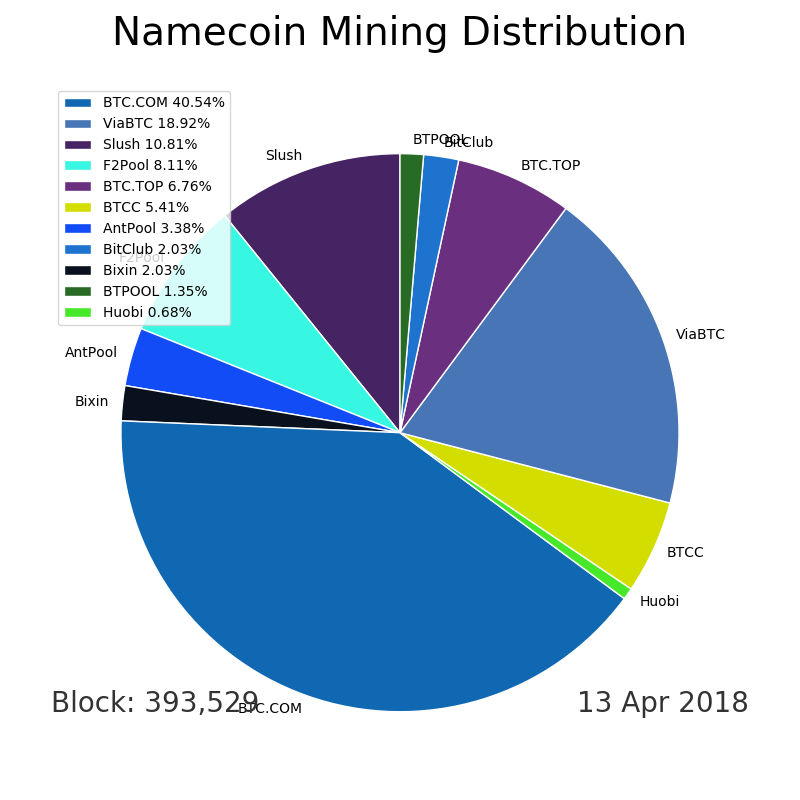 Namecoin Mining Distribution
BTC.COM 40.54%
ViaBTC 18.92%
Slush 10.81%
F2Pool 8.11%
BTC.TOP 6.76%
BTCC 5.41%
AntPool 3.38%
BitClub 2.03%
Bixin 2.03%
BTPOOL 1.35%
Huobi 0.68%
BTPOOL
BitClub
Slush
BTC.TOP
F2Pool
ViaBTC
AntPool
Bixin
BTCC
Huobi
Block: 393,529
13 Apr 2018
BTC.COM